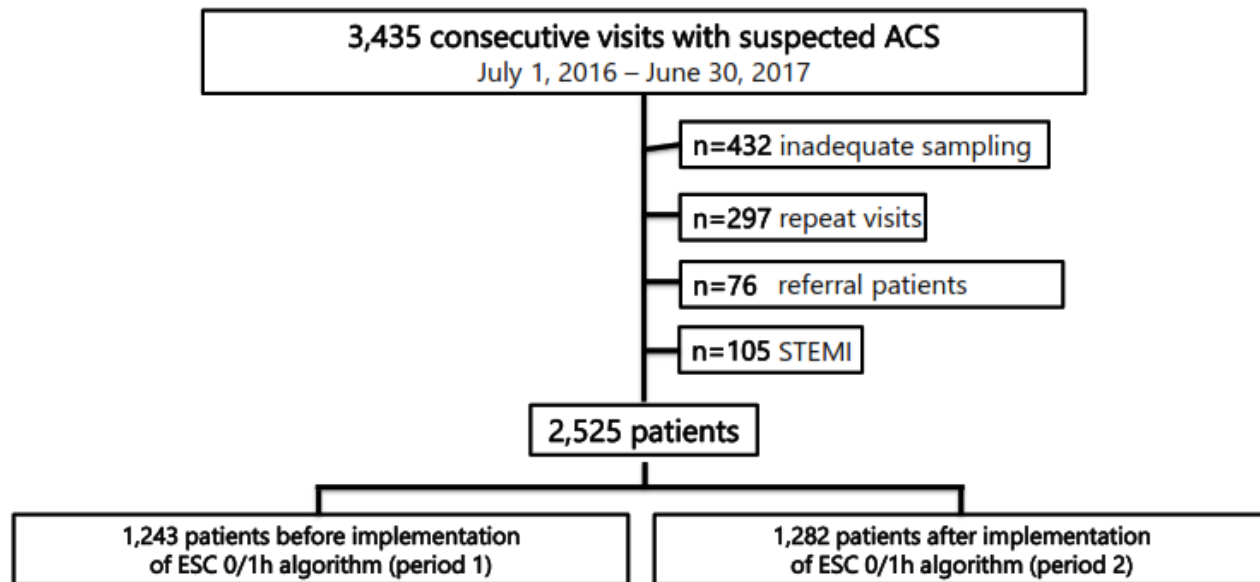 3,435 consecutive visits with suspected ACS
July 1, 2016 – June 30, 2017
n=432 inadequate sampling
n=297 repeat visits
n=76 referral patients
n=105 STEMI
2,525 patients
1,243 patients before implementation
of ESC 0/1h algorithm (period 1)
1,282 patients after implementation
of ESC 0/1h algorithm (period 2)